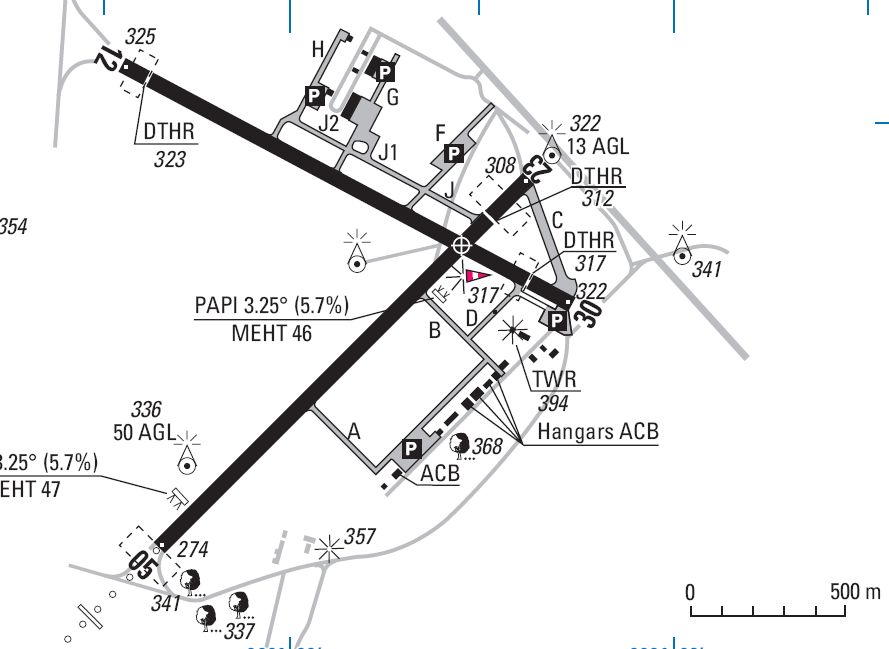 325
12
H
P
P
G
J2
J1
F
P
J
322
13 AGL
308
23
DTHR
312
DTHR
323
C
DTHR
317
354
341
322
317
30
P
PAPI 3.25° (5.7%)
MEHT 46
B
D
TWR
394
336
50 AGL
A
P
368
Hangars ACB
ACB
3.25° (5.7%)
EHT 47
274
05
357
341
337
0
500 m